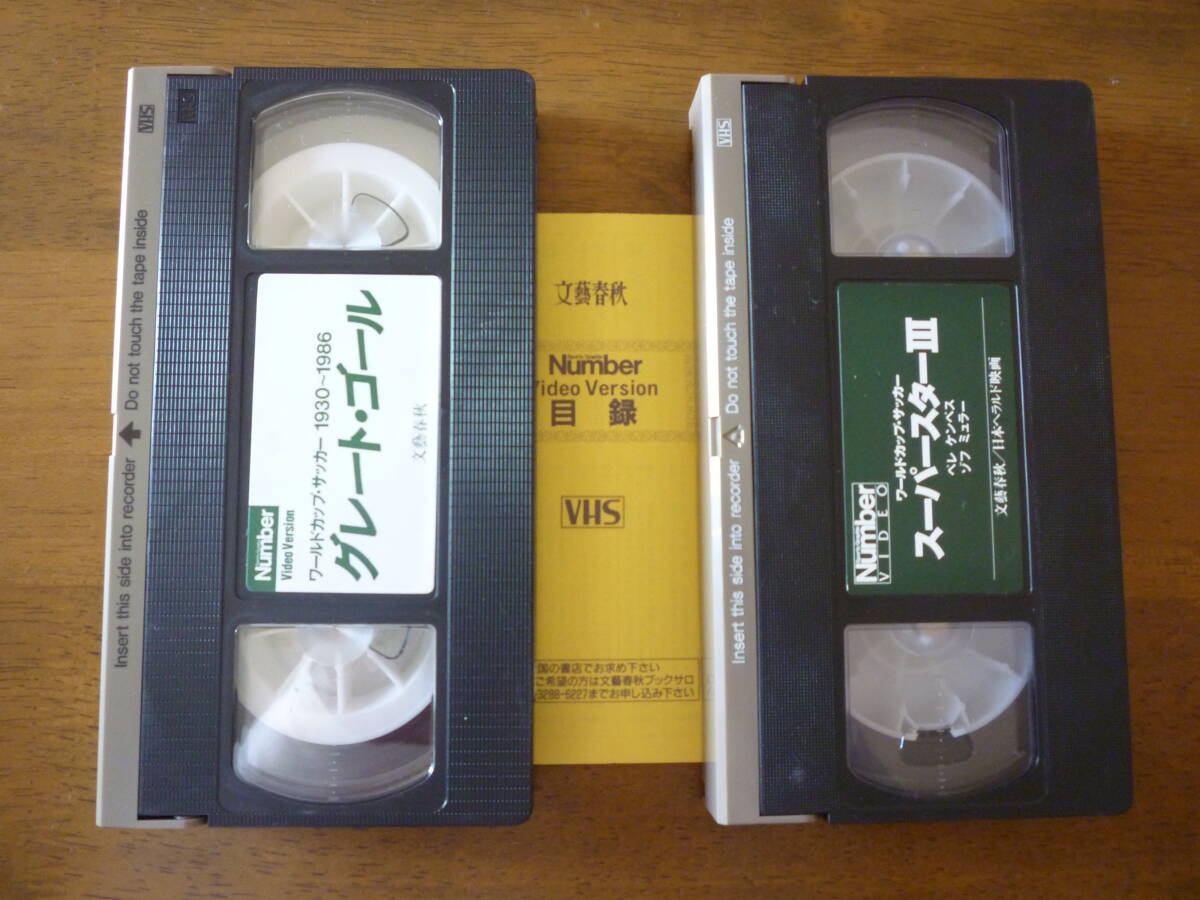 VHS
Insert this side into recorder ⬆ Do not touch the tape inside
Number
Video Version
ワールドカップ・サッカー 1930~1986
グレート・ゴール
文藝春秋
文藝春秋
Number
Video Version
目 録
VHS
国の書店でお求め下さい
ご希望の方は文藝春秋ブックサロ
3288-6227までお申し込み下さい
VHS
Insert this side into recorder △ Do not touch the tape inside
Number
VIDEO
ワールドカップ・サッカー
スーパースターIII
ペレ ケンペス
ゾフ ミュラー
文藝春秋/日本ヘラルド映画